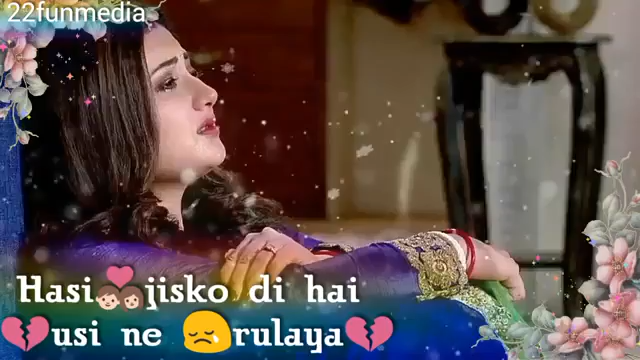 22funmedia
Hasi💑jisko di hai
💔usi ne 😢rulaya💔